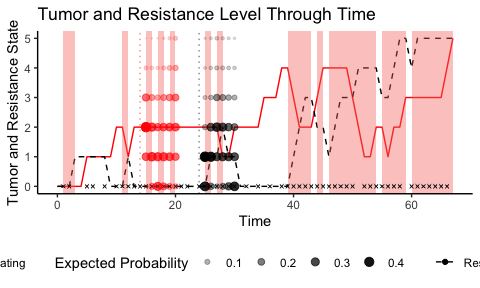 Tumor and Resistance Level Through Time
Tumor and Resistance State
5
4
3
2
1
0
0 20 40 60
Time
ating Expected Probability 0.1 0.2 0.3 0.4 Res